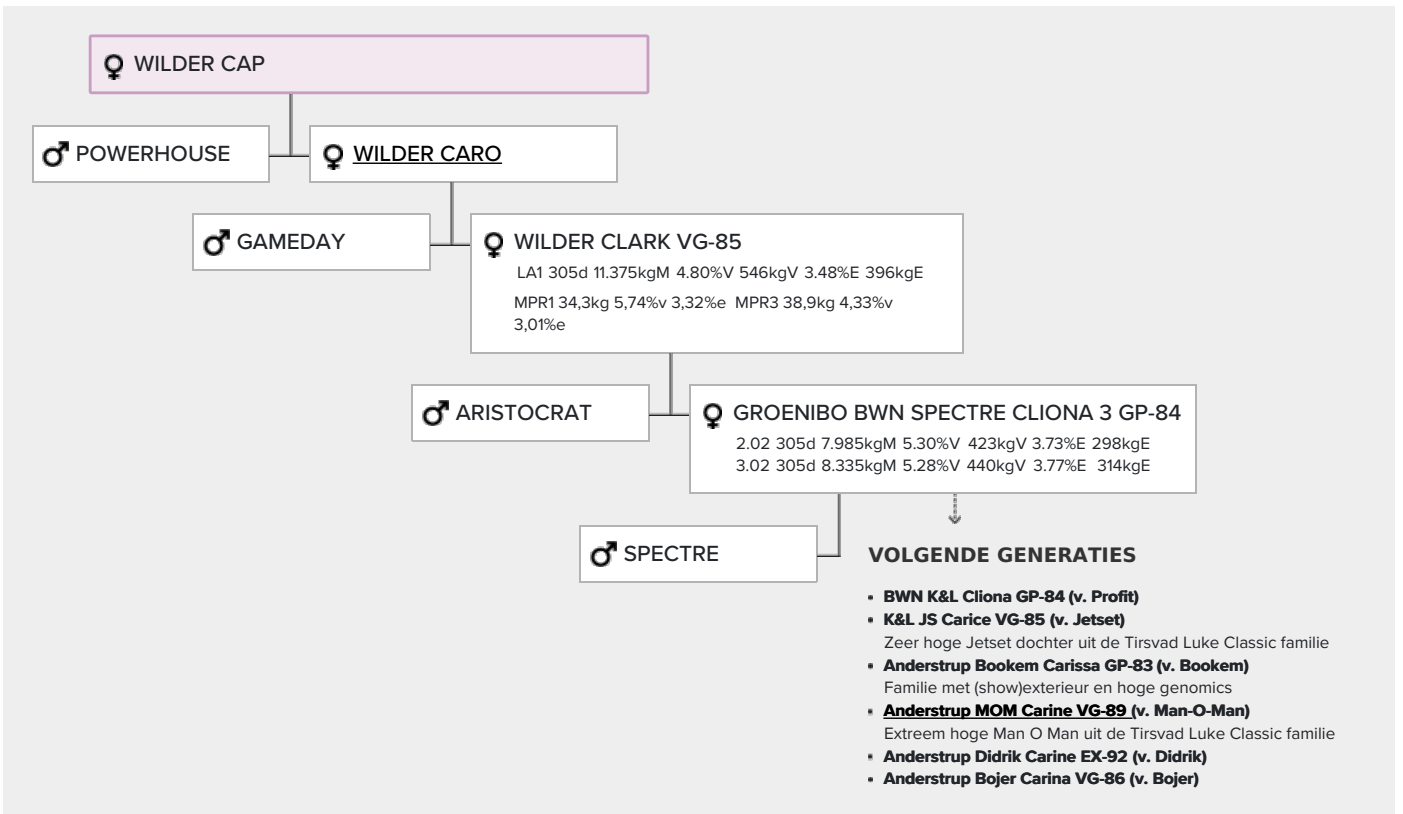 WILDER CAP
POWERHOUSE
WILDER CARO
GAMEDAY
WILDER CLARK VG-85
LA1 305d 11.375kgM 4.80%V 546kgV 3.48%E 396kgE
MPR1 34,3kg 5,74%v 3,32%e MPR3 38,9kg 4,33%v
3,01%e
ARISTOCRAT
GROENIBO BWN SPECTRE CLIONA 3 GP-84
2.02 305d 7.985kgM 5.30%V 423kgV 3.73%E 298kgE
3.02 305d 8.335kgM 5.28%V 440kgV 3.77%E 314kgE
SPECTRE
VOLGENDE GENERATIES
BWN K&L Cliona GP-84 (v. Profit)
K&L JS Carice VG-85 (v. Jetset)
Zeer hoge Jetset dochter uit de Tirsvad Luke Classic familie
Anderstrup Bookem Carissa GP-83 (v. Bookem)
Familie met (show)exterieur en hoge genomics
Anderstrup MOM Carine VG-89 (v. Man-O-Man)
Extreem hoge Man O Man uit de Tirsvad Luke Classic familie
Anderstrup Didrik Carine EX-92 (v. Didrik)
Anderstrup Bojer Carina VG-86 (v. Bojer)